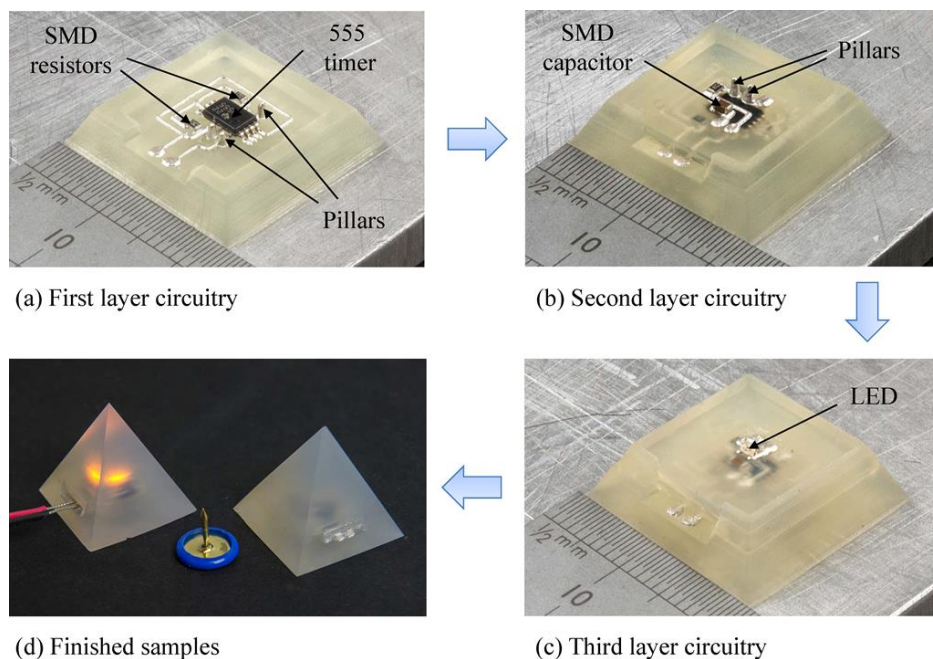 SMD
resistors
555
timer
Pillars
1/2 mm
10
(a) First layer circuitry
SMD
capacitor
Pillars
1/2 mm
10
(b) Second layer circuitry
(d) Finished samples
LED
1/2 mm
10
(c) Third layer circuitry